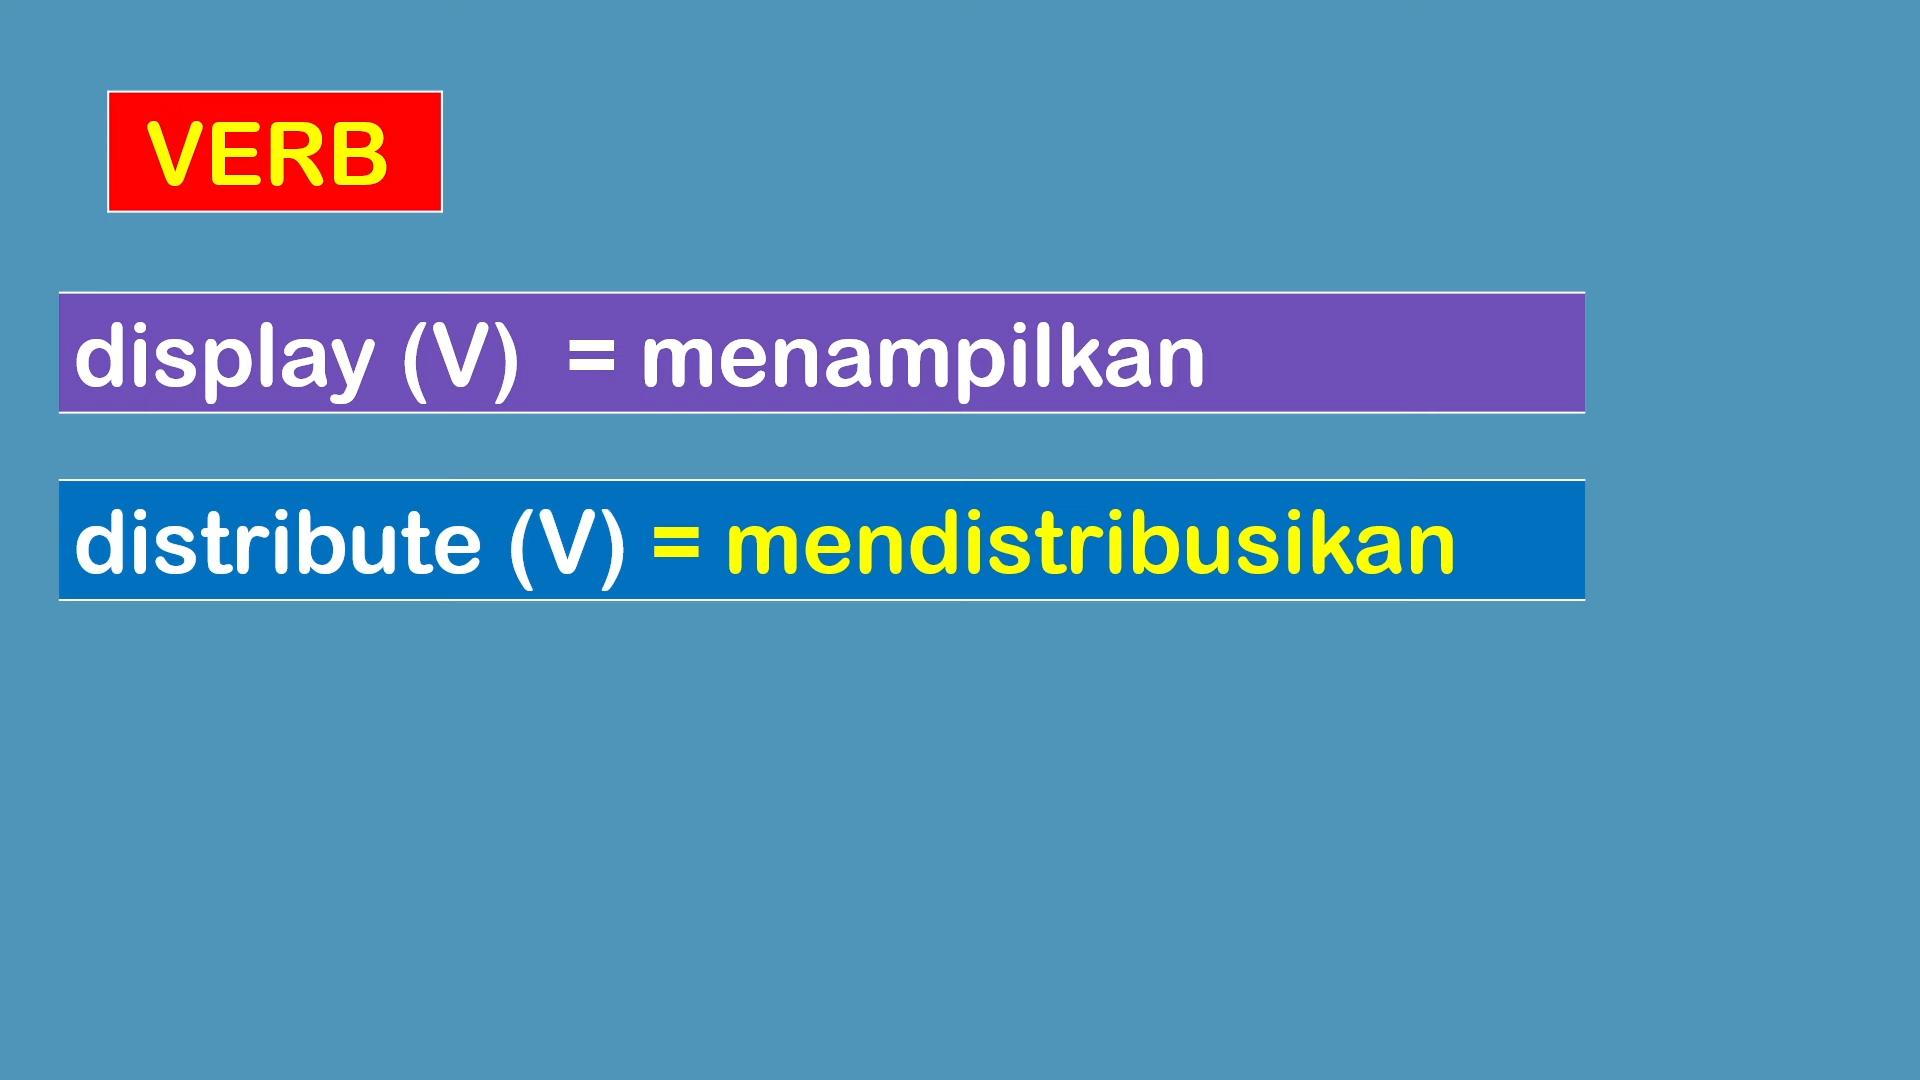 VERB
display (V)  = menampilkan
distribute (V) = mendistribusikan